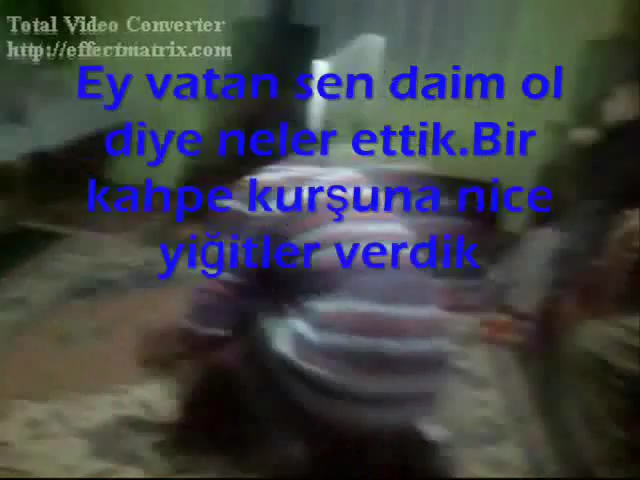 Total Video Converter
http://effectmatrix.com
Ey vatan sen daim ol
diye neler ettik.Bir
kahpe kurşuna nice
yiğitler verdik